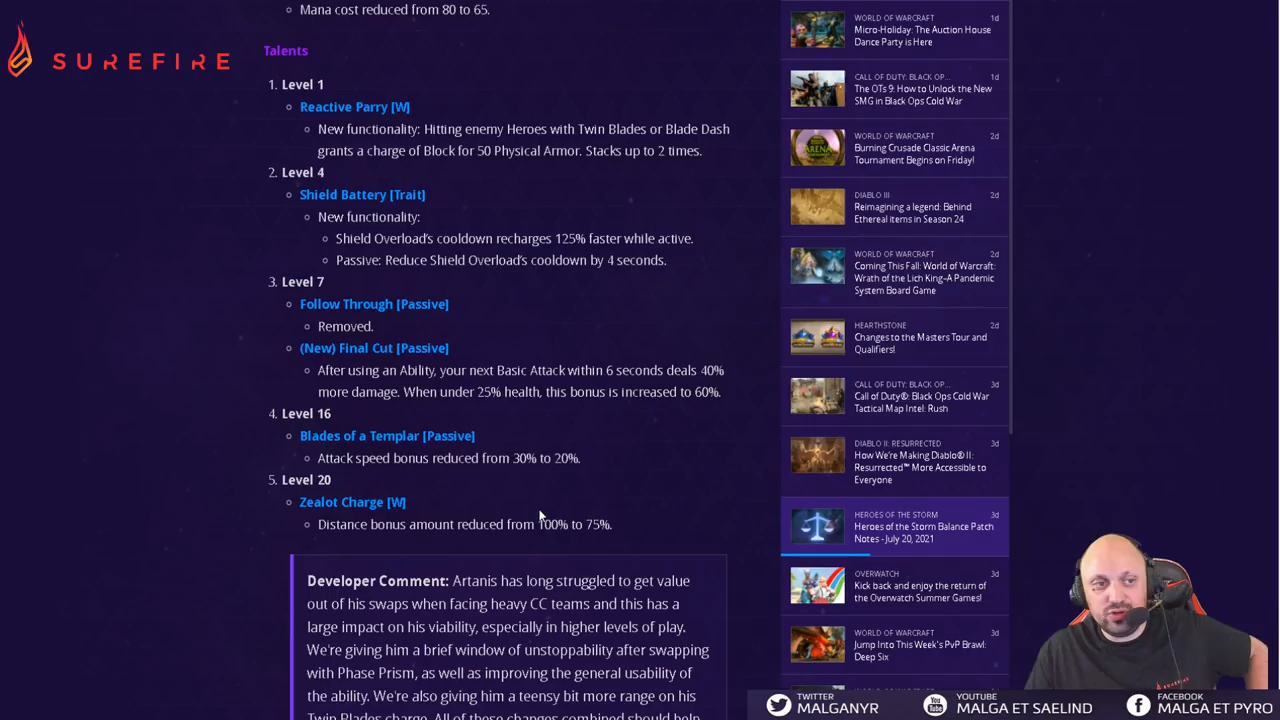 Mana cost reduced from 80 to 65.
SUREFIRE
Talents
1. Level 1
Reactive Parry [W]
New functionality: Hitting enemy Heroes with Twin Blades or Blade Dash
grants a charge of Block for 50 Physical Armor. Stacks up to 2 times.
2. Level 4
Shield Battery [Trait]
New functionality:
Shield Overload's cooldown recharges 125% faster while active.
Passive: Reduce Shield Overload's cooldown by 4 seconds.
3. Level 7
Follow Through [Passive]
Removed.
(New) Final Cut [Passive]
After using an Ability, your next Basic Attack within 6 seconds deals 40%
more damage. When under 25% health, this bonus is increased to 60%.
4. Level 16
Blades of a Templar [Passive]
Attack speed bonus reduced from 30% to 20%.
5. Level 20
Zealot Charge [W]
Distance bonus amount reduced from 100% to 75%.
Developer Comment: Artanis has long struggled to get value
out of his swaps when facing heavy CC teams and this has a
large impact on his viability, especially in higher levels of play.
We're giving him a brief window of unstoppability after swapping
with Phase Prism, as well as improving the general usability of
the ability. We're also giving him a teensy bit more range on his
Twin Blades charge. All of these changes combined should help
WORLD OF WARCRAFT 1d
Micro-Holiday: The Auction House
Dance Party is Here
CALL OF DUTY: BLACK OP... 1d
The OTs 9: How to Unlock the New
SMG in Black Ops Cold War
WORLD OF WARCRAFT 2d
Burning Crusade Classic Arena
Tournament Begins on Friday!
DIABLO III 2d
Reimagining a legend: Behind
Ethereal items in Season 24
WORLD OF WARCRAFT 2d
Coming This Fall: World of Warcraft:
Wrath of the Lich King–A Pandemic
System Board Game
HEARTHSTONE 2d
Changes to the Masters Tour and
Qualifiers!
CALL OF DUTY: BLACK OP... 3d
Call of Duty®: Black Ops Cold War
Tactical Map Intel: Rush
DIABLO II: RESURRECTED 3d
How We're Making Diablo® II:
Resurrected™ More Accessible to
Everyone
HEROES OF THE STORM 3d
Heroes of the Storm Balance Patch
Notes - July 20, 2021
OVERWATCH 3d
Kick back and enjoy the return of
the Overwatch Summer Games!
WORLD OF WARCRAFT 3d
Jump Into This Week's PvP Brawl:
Deep Six
TWITTER
MALGANYR
YOUTUBE
MALGA ET SAELIND
FACEBOOK
MALGA ET PYRO